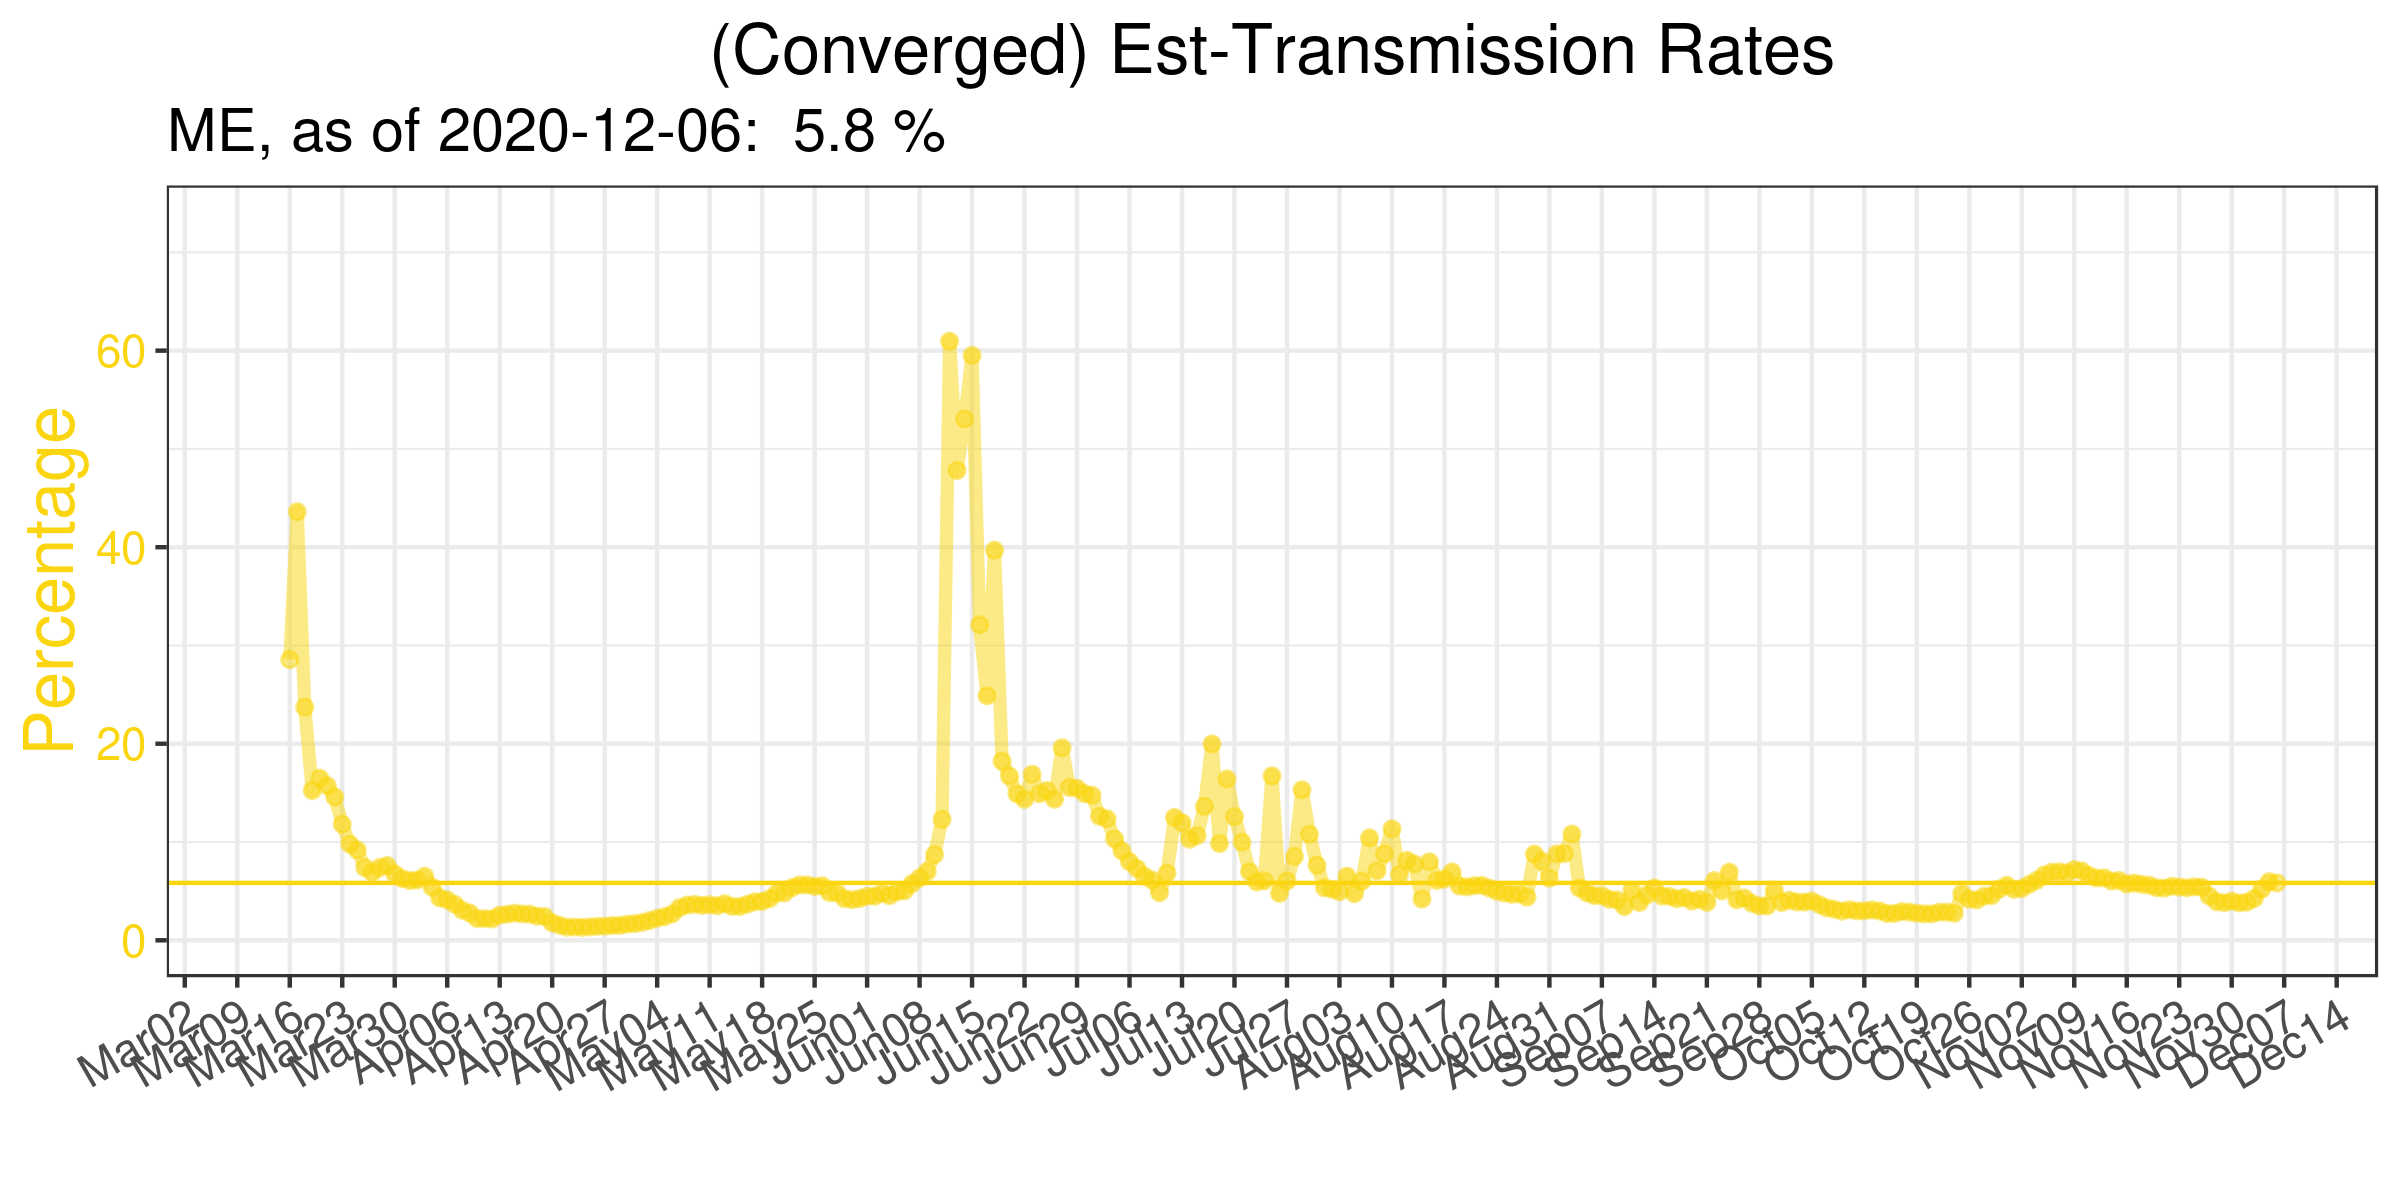 (Converged) Est-Transmission Rates
ME, as of 2020-12-06:  5.8 %
Percentage
60
40
20
0
Mar02
Mar09
Mar16
Mar23
Mar30
Apr06
Apr13
Apr20
Apr27
May04
May11
May18
May25
Jun01
Jun08
Jun15
Jun22
Jun29
Jul06
Jul13
Jul20
Jul27
Aug03
Aug10
Aug17
Aug24
Aug31
Sep07
Sep14
Sep21
Sep28
Oct05
Oct12
Oct19
Oct26
Nov02
Nov09
Nov16
Nov23
Nov30
Dec07
Dec14